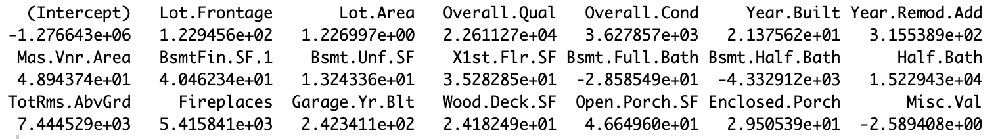 (Intercept) Lot.Frontage Lot.Area Overall.Qual Overall.Cond Year.Built Year.Remod.Add
-1.276643e+06 1.229456e+02 1.226997e+00 2.261127e+04 3.627857e+03 2.137562e+01 3.155389e+02
Mas.Vnr.Area BsmtFin.SF.1 Bsmt.Unf.SF X1st.Flr.SF Bsmt.Full.Bath Bsmt.Half.Bath Half.Bath
4.894374e+01 4.046234e+01 1.324336e+01 3.528285e+01 -2.858549e+01 -4.332912e+03 1.522943e+04
TotRms.AbvGrd Fireplaces Garage.Yr.Blt Wood.Deck.SF Open.Porch.SF Enclosed.Porch Misc.Val
7.444529e+03 5.415841e+03 2.423411e+02 2.418249e+01 4.664960e+01 2.950539e+01 -2.589408e+00